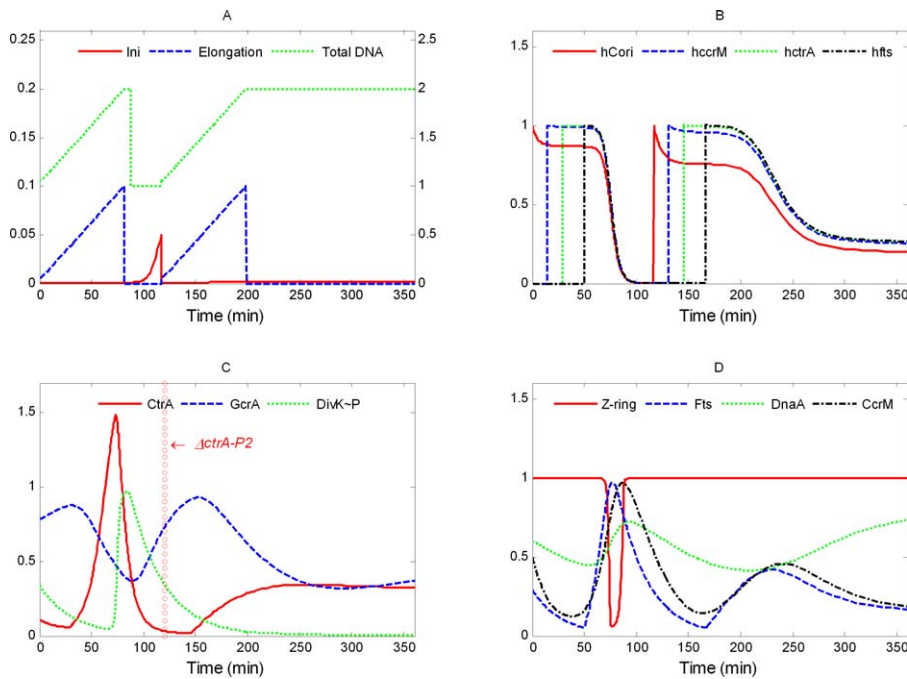 A
Ini Elongation Total DNA
0.25
0.2
0.15
0.1
0.05
0
2.5
2
1.5
1
0.5
0
0 50 100 150 200 250 300 350
Time (min)
B
hCori hccrM hctrA hfts
1.5
1
0.5
0
0 50 100 150 200 250 300 350
Time (min)
C
CtrA GcrA DivK~P
1.5
1
0.5
0
← ΔctrA-P2
0 50 100 150 200 250 300 350
Time (min)
D
Z-ring Fts DnaA CcrM
1.5
1
0.5
0
0 50 100 150 200 250 300 350
Time (min)